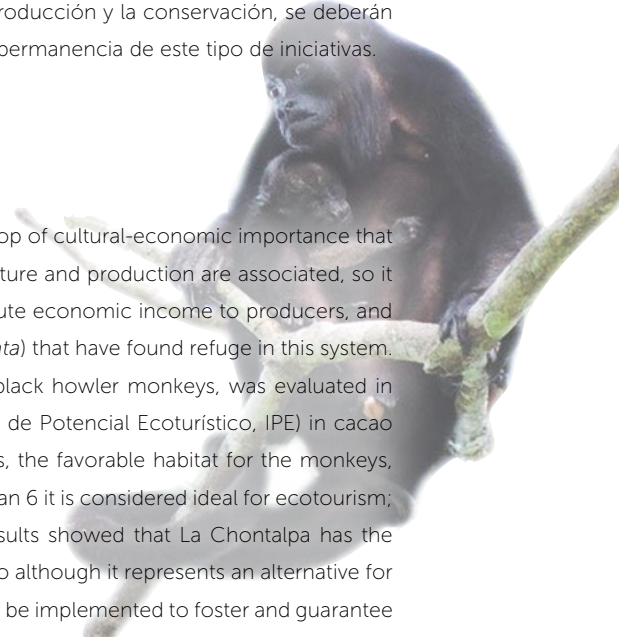 roducción y la conservación, se deberán
permanencia de este tipo de iniciativas.
op of cultural-economic importance that
ture and production are associated, so it
ute economic income to producers, and
ata) that have found refuge in this system.
black howler monkeys, was evaluated in
de Potencial Ecoturístico, IPE) in cacao
s, the favorable habitat for the monkeys,
an 6 it is considered ideal for ecotourism;
sults showed that La Chontalpa has the
o although it represents an alternative for
be implemented to foster and guarantee